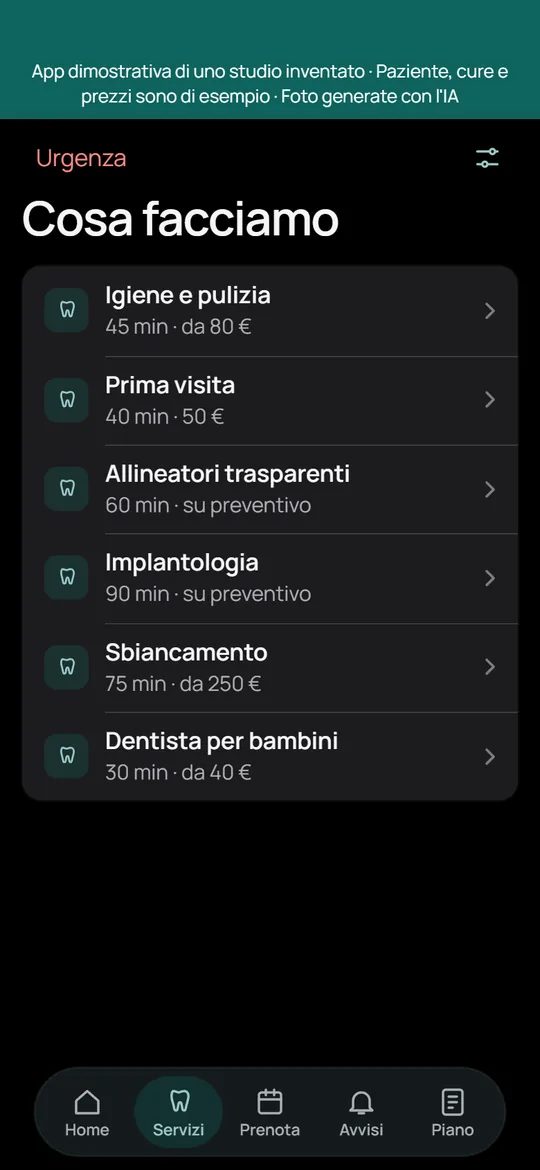 App dimostrativa di uno studio inventato · Paziente, cure e
prezzi sono di esempio · Foto generate con l'IA
Urgenza
Cosa facciamo
Igiene e pulizia
45 min · da 80 €
Prima visita
40 min · 50 €
Allineatori trasparenti
60 min · su preventivo
Implantologia
90 min · su preventivo
Sbiancamento
75 min · da 250 €
Dentista per bambini
30 min · da 40 €
Home
Servizi
Prenota
Avvisi
Piano